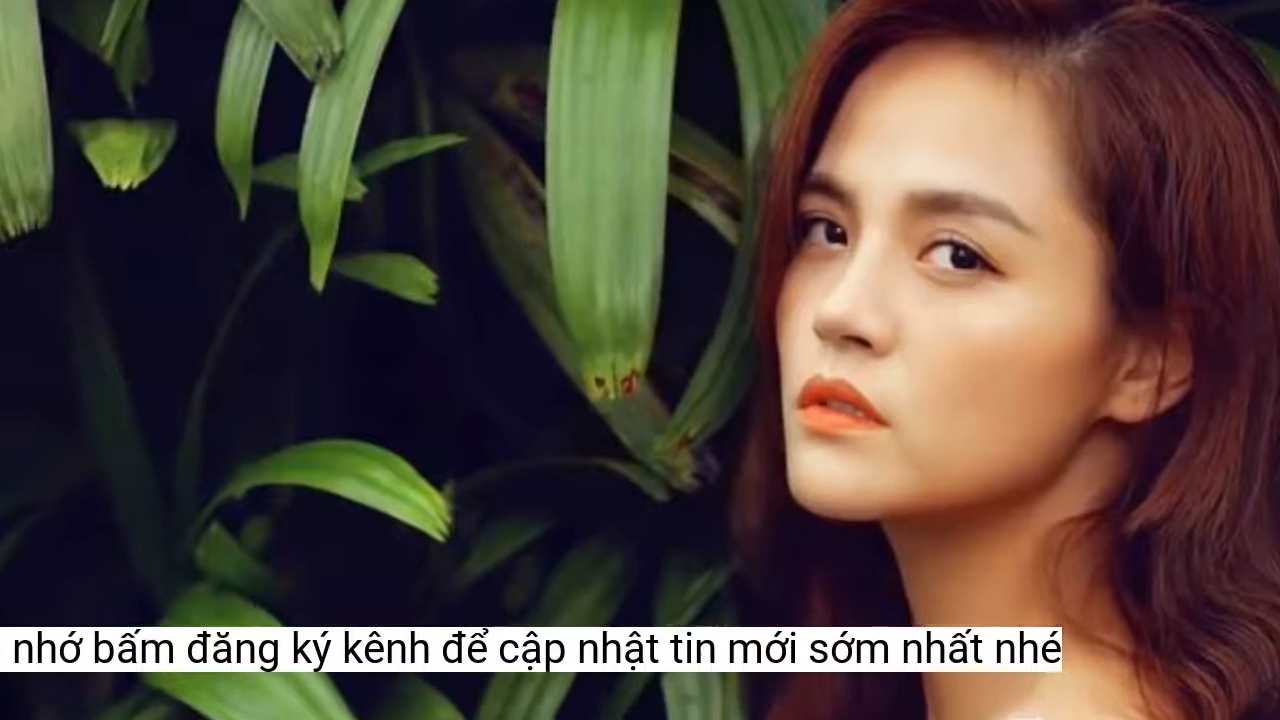 nhớ bấm đăng ký kênh để cập nhật tin mới sớm nhất nhé